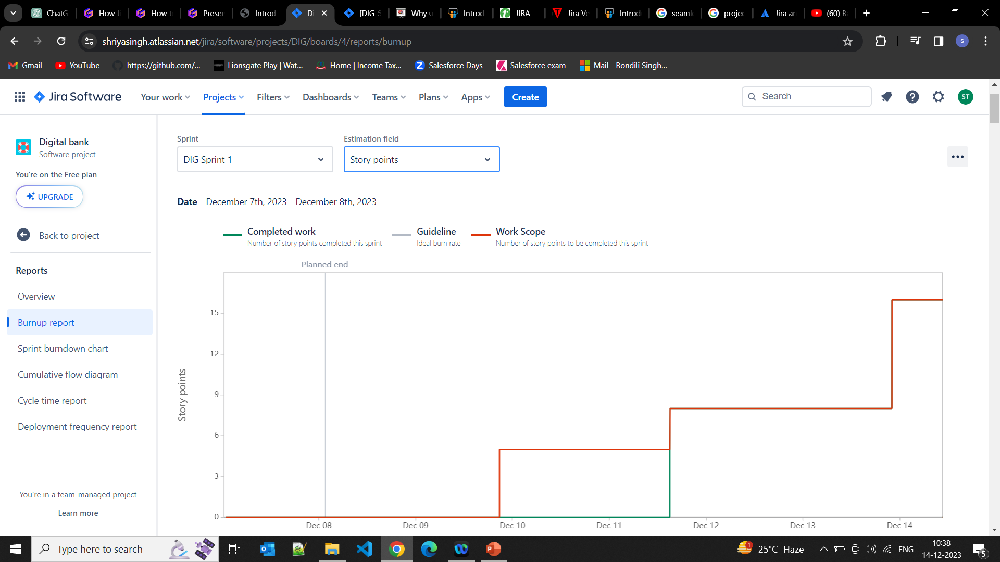 ChatG
How Ji
How to
Presen
Introd
Di
[DIG-5
Why u
Introd
JIRA
Jira Ve
Introd
seaml
projec
Jira an
(60) Ba
shriyasingh.atlassian.net/jira/software/projects/DIG/boards/4/reports/burnup
S
Gmail
YouTube
https://github.com/...
Lionsgate Play | Wat...
Home | Income Tax...
Salesforce Days
Salesforce exam
Mail - Bondili Singh...
Jira Software
Your work
Projects
Filters
Dashboards
Teams
Plans
Apps
Create
Search
ST
Digital bank
Software project
You're on the Free plan
UPGRADE
Back to project
Reports
Overview
Burnup report
Sprint burndown chart
Cumulative flow diagram
Cycle time report
Deployment frequency report
You're in a team-managed project
Learn more
Sprint
DIG Sprint 1
Estimation field
Story points
Date - December 7th, 2023 - December 8th, 2023
Completed work
Number of story points completed this sprint
Guideline
Ideal burn rate
Work Scope
Number of story points to be completed this sprint
Planned end
Story points
15
12
9
6
3
0
Dec 08
Dec 09
Dec 10
Dec 11
Dec 12
Dec 13
Dec 14
Type here to search
1
25°C Haze
ENG
10:38
14-12-2023
5